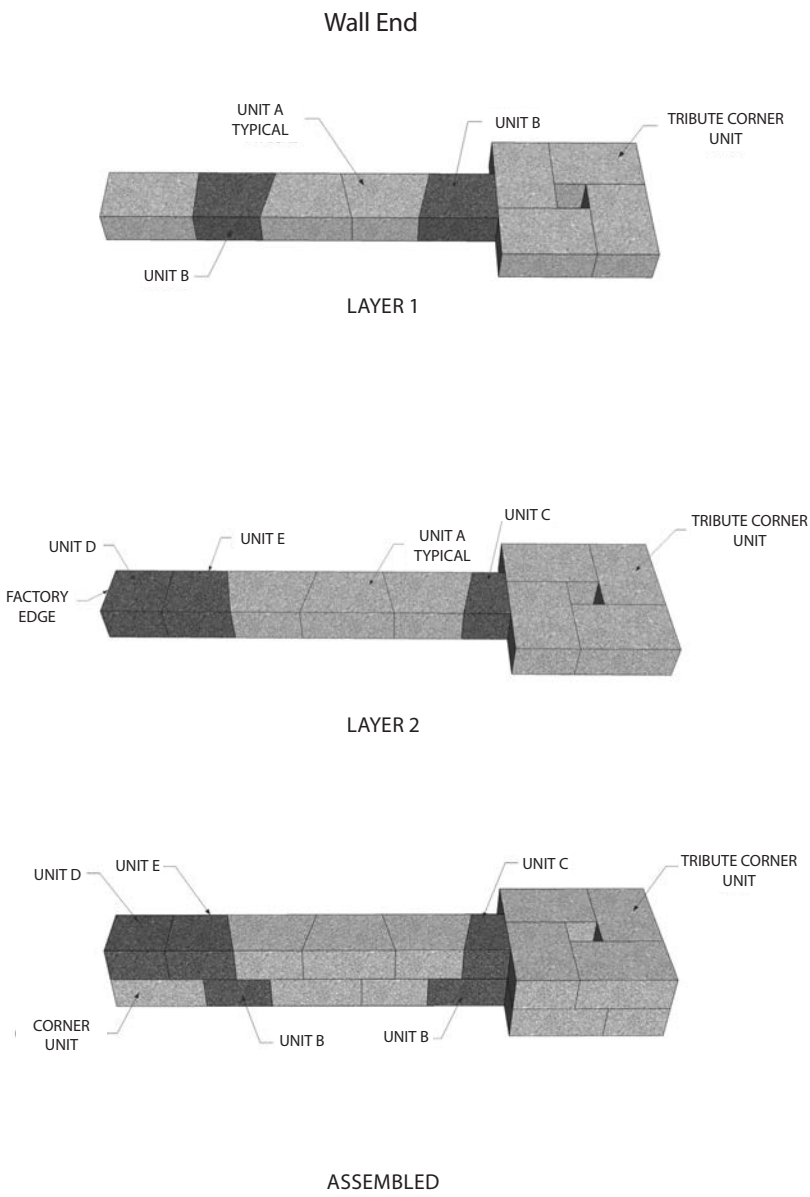 Wall End
UNIT A
TYPICAL
UNIT B
TRIBUTE CORNER
UNIT
UNIT B
LAYER 1
UNIT D
UNIT E
UNIT A
TYPICAL
UNIT C
TRIBUTE CORNER
UNIT
FACTORY
EDGE
LAYER 2
UNIT D
UNIT E
UNIT C
TRIBUTE CORNER
UNIT
CORNER
UNIT
UNIT B
UNIT B
ASSEMBLED